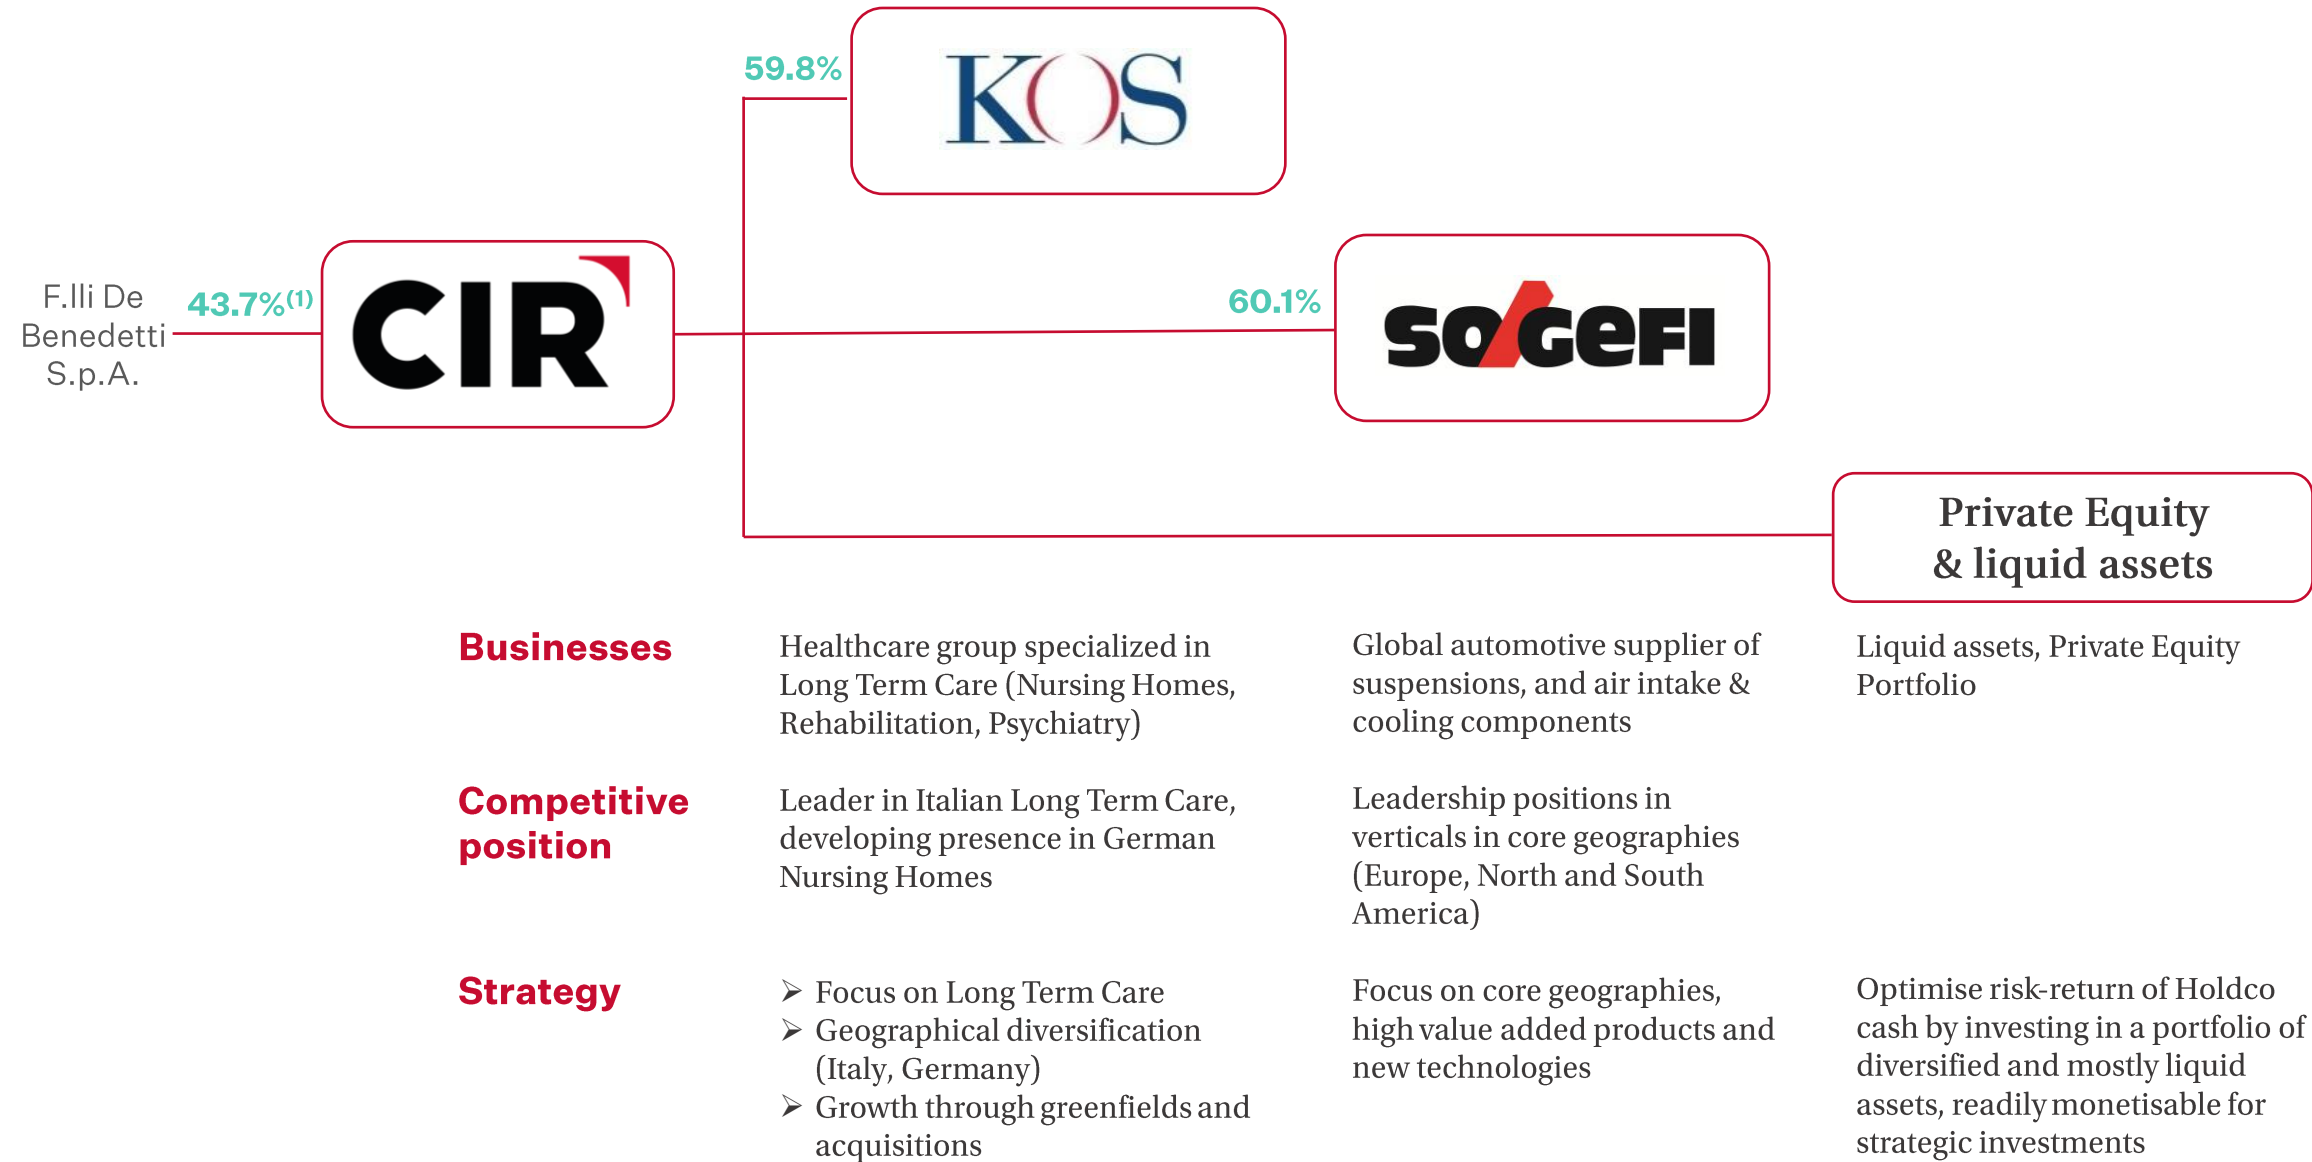 59.8%
KOS
F.lli De
Benedetti
S.p.A.
43.7%(1)
CIR
60.1%
SOGEFI
Private Equity
& liquid assets
Businesses
Healthcare group specialized in
Long Term Care (Nursing Homes,
Rehabilitation, Psychiatry)
Global automotive supplier of
suspensions, and air intake &
cooling components
Liquid assets, Private Equity
Portfolio
Competitive
position
Leader in Italian Long Term Care,
developing presence in German
Nursing Homes
Leadership positions in
verticals in core geographies
(Europe, North and South
America)
Strategy
➢ Focus on Long Term Care
➢ Geographical diversification
(Italy, Germany)
➢ Growth through greenfields and
acquisitions
Focus on core geographies,
high value added products and
new technologies
Optimise risk-return of Holdco
cash by investing in a portfolio of
diversified and mostly liquid
assets, readily monetisable for
strategic investments